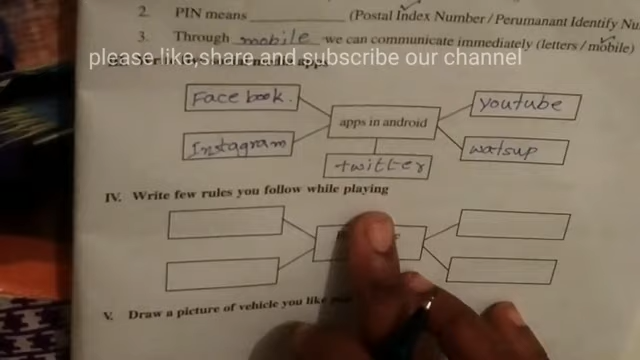 2. PIN means ____________ (Postal Index Number / Perumanant Identify Nu
3. Through mobile we can communicate immediately (letters / mobile)
please like,share and subscribe our channel
Facebook.
youtube
apps in android
Instagram
watsup
twitter
IV. Write few rules you follow while playing
V. Draw a picture of vehicle you like